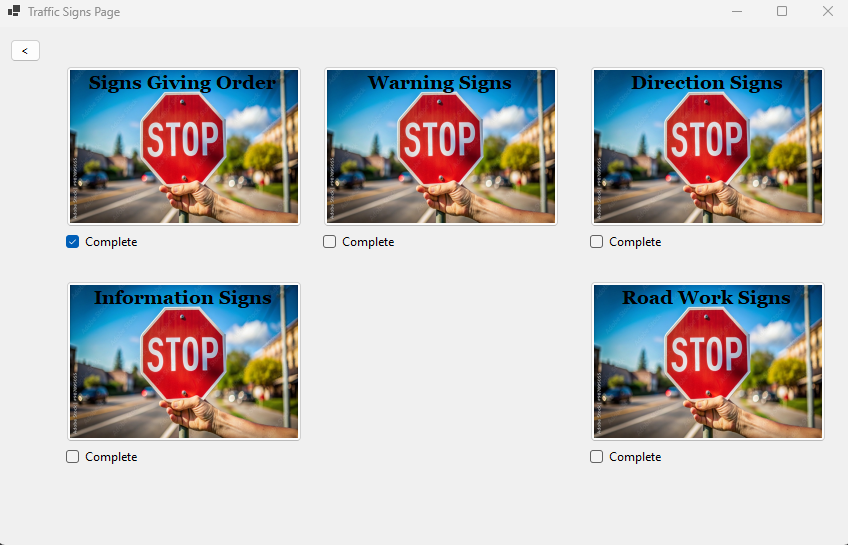 Traffic Signs Page
<
Signs Giving Order
STOP
Complete
Warning Signs
STOP
Complete
Direction Signs
STOP
Complete
Information Signs
STOP
Complete
Road Work Signs
STOP
Complete